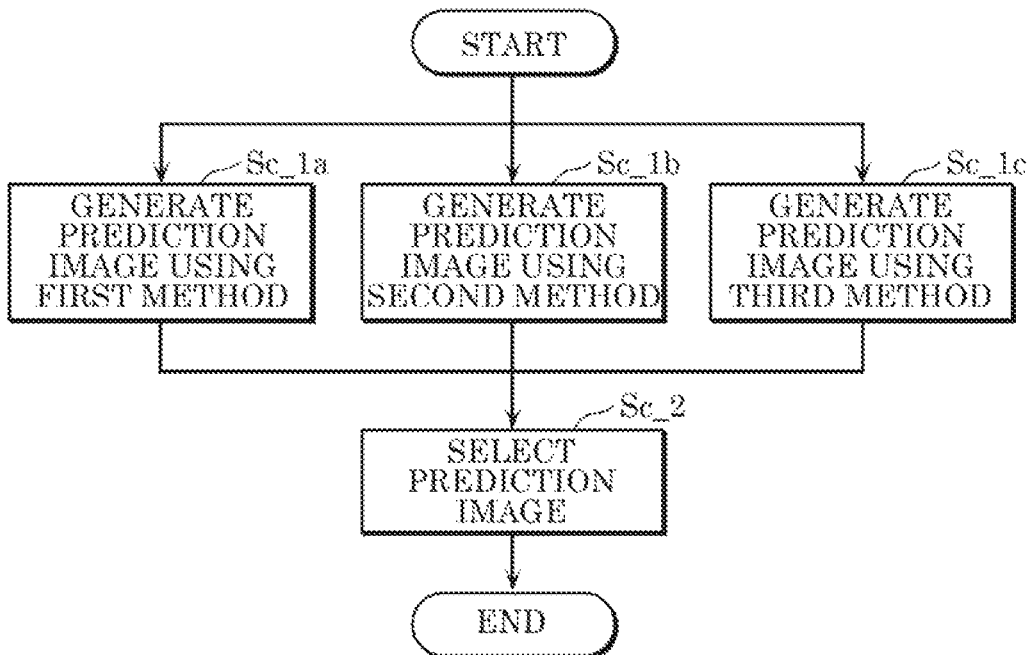 START
Sc_1a
GENERATE
PREDICTION
IMAGE USING
FIRST METHOD
Sc_1b
GENERATE
PREDICTION
IMAGE USING
SECOND METHOD
Sc_1c
GENERATE
PREDICTION
IMAGE USING
THIRD METHOD
Sc_2
SELECT
PREDICTION
IMAGE
END